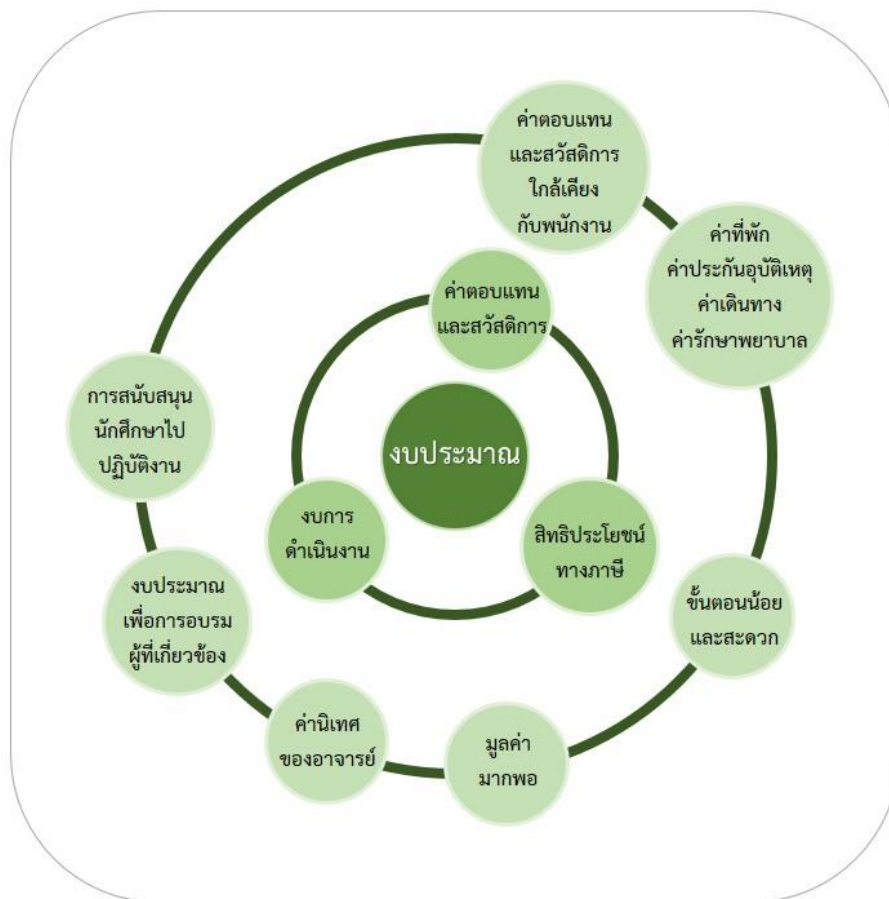 ค่าตอบแทน
และสวัสดิการ
ใกล้เคียง
กับพนักงาน
ค่าที่พัก
ค่าประกันอุบัติเหตุ
ค่าเดินทาง
ค่ารักษาพยาบาล
ค่าตอบแทน
และสวัสดิการ
การสนับสนุน
นักศึกษาไป
ปฏิบัติงาน
งบประมาณ
งบการ
ดำเนินงาน
สิทธิประโยชน์
ทางภาษี
งบประมาณ
เพื่อการอบรม
ผู้ที่เกี่ยวข้อง
ขั้นตอนน้อย
และสะดวก
ค่านิเทศ
ของอาจารย์
มูลค่า
มากพอ